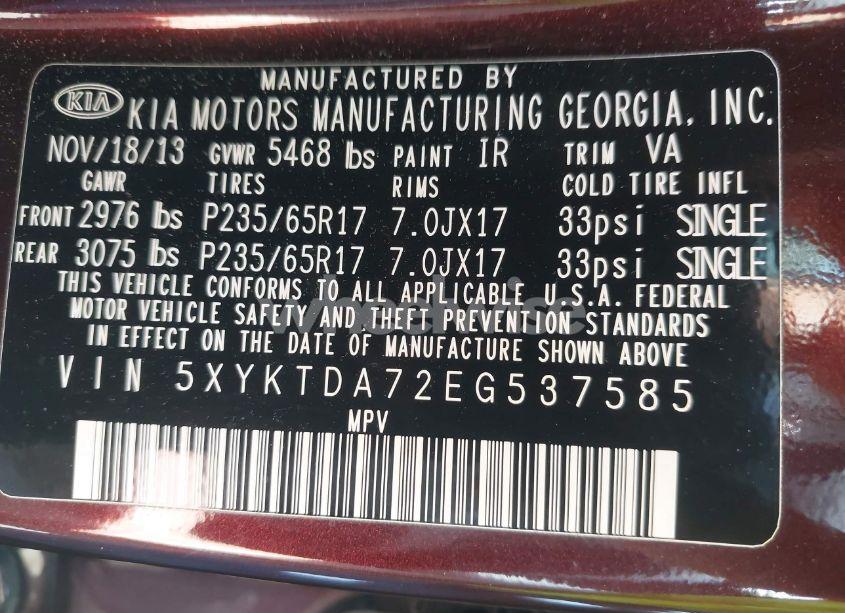 MANUFACTURED BY
KIA KIA MOTORS MANUFACTURING GEORGIA, INC.
NOV/18/13 GVWR 5468 lbs PAINT IR TRIM VA
GAWR TIRES RIMS COLD TIRE INFL
FRONT 2976 lbs P235/65R17 7.0JX17 33psi SINGLE
REAR 3075 lbs P235/65R17 7.0JX17 33psi SINGLE
THIS VEHICLE CONFORMS TO ALL APPLICABLE U.S.A. FEDERAL
MOTOR VEHICLE SAFETY AND THEFT PREVENTION STANDARDS
IN EFFECT ON THE DATE OF MANUFACTURE SHOWN ABOVE
VIN 5XYKTDA72EG537585
MPV